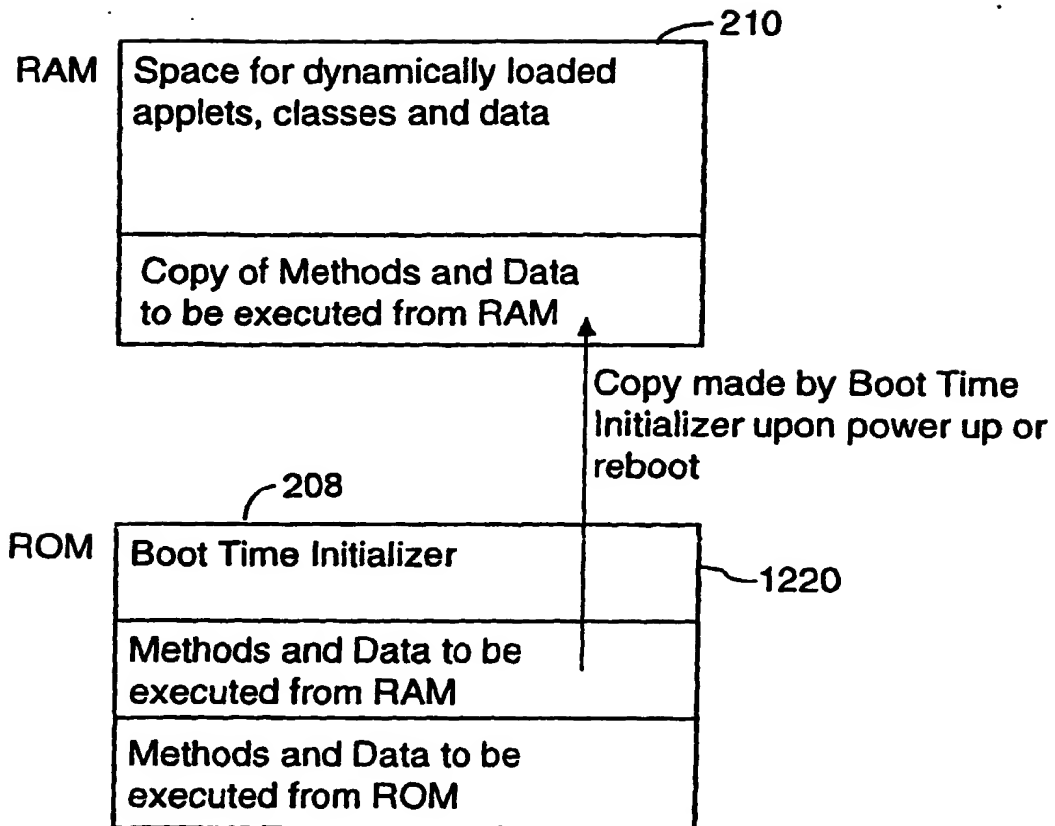 210
RAM
Space for dynamically loaded
applets, classes and data
Copy of Methods and Data
to be executed from RAM
Copy made by Boot Time
Initializer upon power up or
reboot
208
ROM
Boot Time Initializer
1220
Methods and Data to be
executed from RAM
Methods and Data to be
executed from ROM